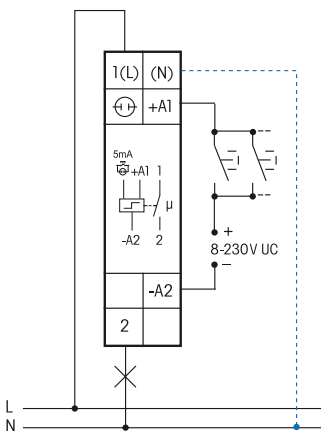 1(L) (N)
+A1
5mA
+A1 1
µ
-A2 2
+
8-230V UC
–
-A2
2
L
N